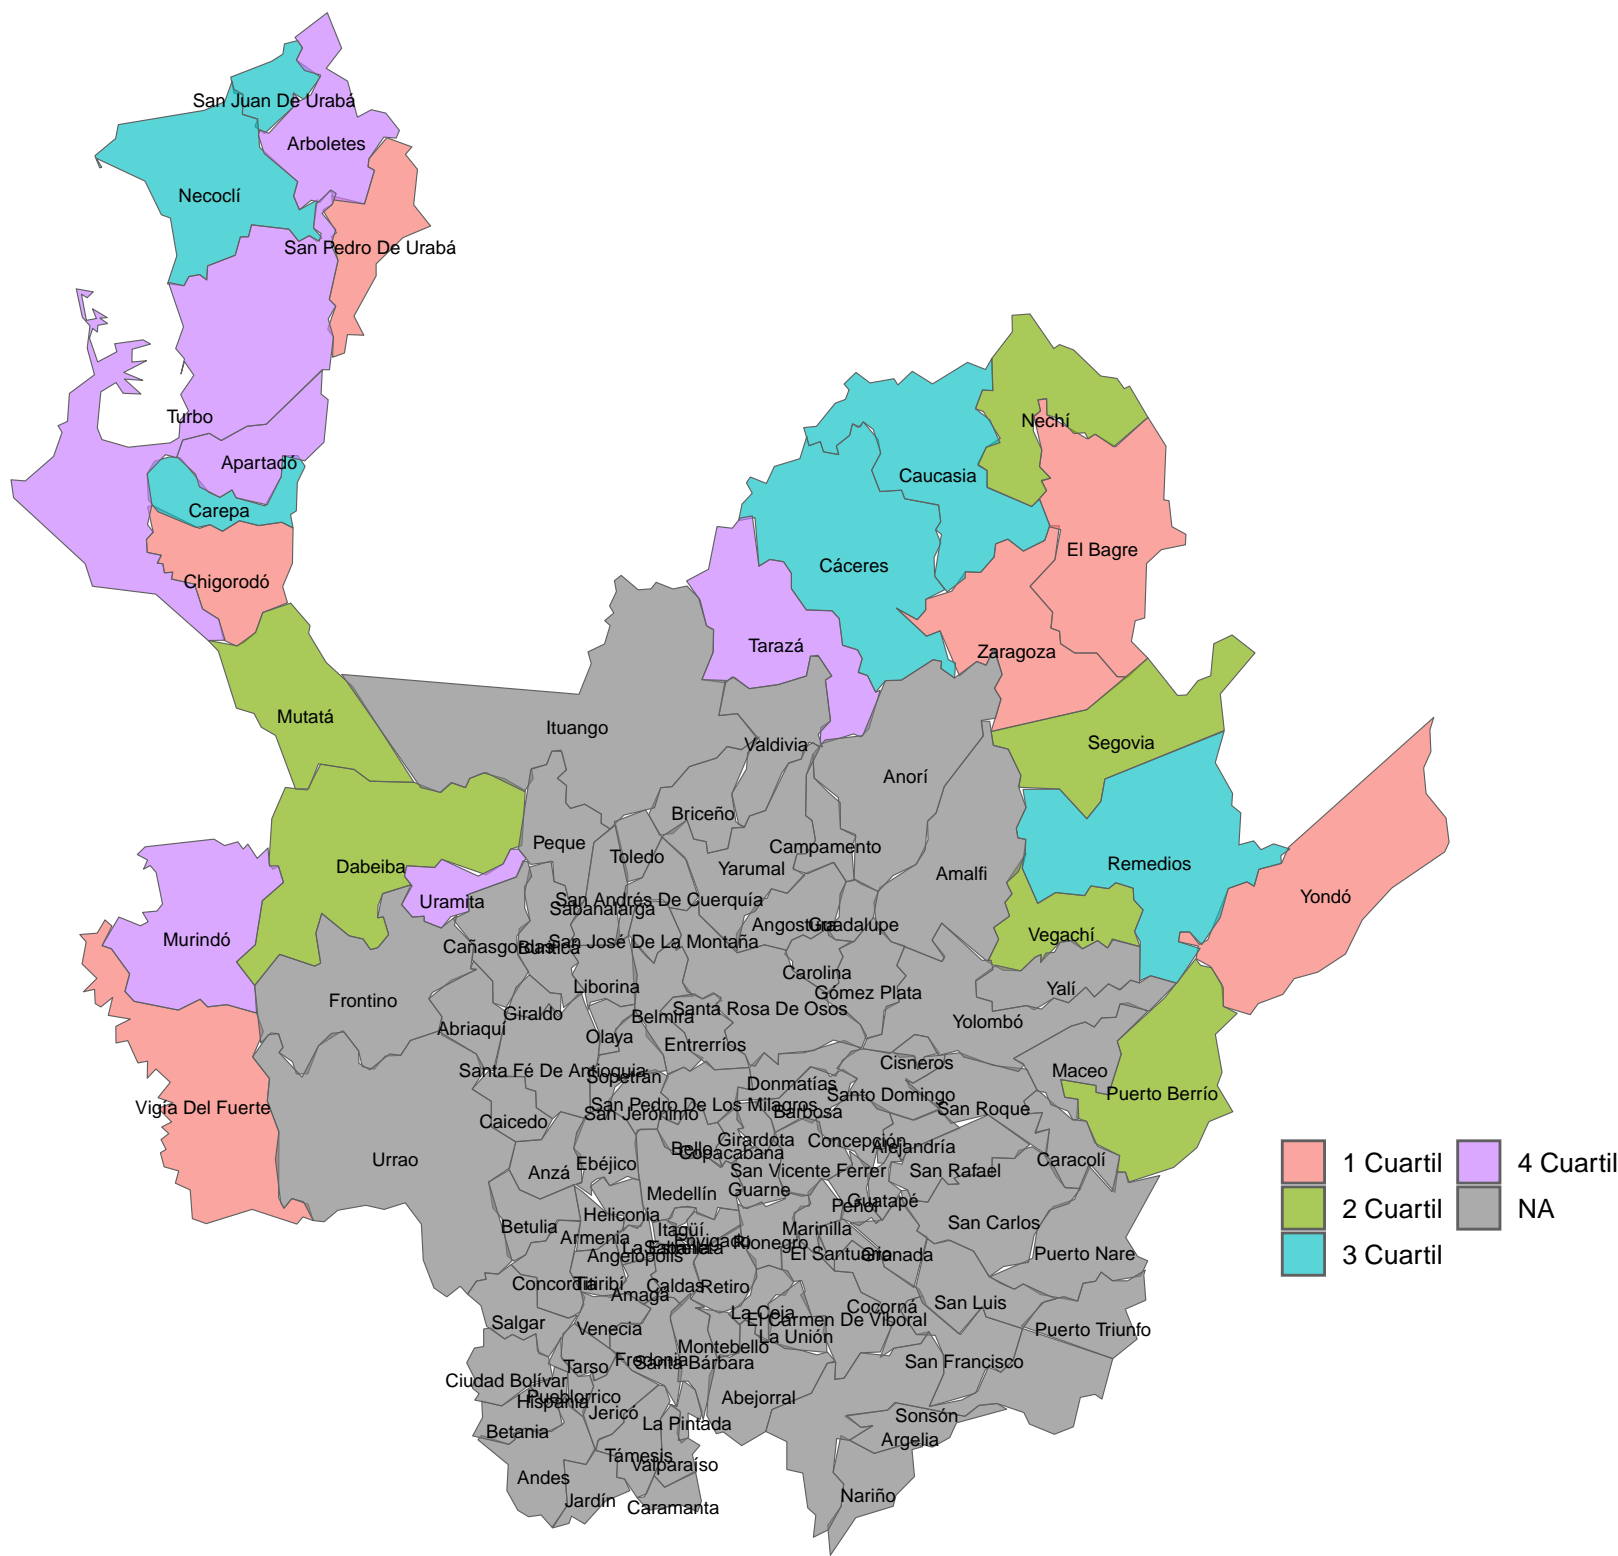 San Juan De Urabá
Arboletes
Necoclí
San Pedro De Urabá
Turbo
Nechí
Apartadó
Caucasia
Carepa
El Bagre
Cáceres
Chigorodó
Tarazá
Zaragoza
Mutatá
Ituango
Valdivia
Segovia
Anorí
Briceño
Peque
Campamento
Toledo
Remedios
Dabeiba
Yarumal
Amalfi
Yondó
Uramita
San Andrés De Cuerquía
Sabanalarga
Angostura
Guadalupe
Vegachí
Murindó
Cañasgordas
Buriticá
San José De La Montaña
Carolina
Liborina
Yalí
Gómez Plata
Frontino
Santa Rosa De Osos
Giraldo
Belmira
Yolombó
Abriaquí
Olaya
Entrerríos
Cisneros
Santa Fé De Antioquia
Maceo
Sopetrán
Donmatías
Santo Domingo
Puerto Berrío
San Pedro De Los Milagros
Vigía Del Fuerte
San Roque
San Jerónimo
Barbosa
Caicedo
Girardota
Concepción
Bello
Alejandría
Copacabana
Urrao
Caracolí
1 Cuartil
4 Cuartil
Ebéjico
Anzá
San Vicente Ferrer
San Rafael
Medellín
Guarne
Guatapé
Peñol
2 Cuartil
NA
Heliconia
San Carlos
Betulia
Marinilla
Itagüí
Armenia
Envigado
Rionegro
La Estrella
Sabaneta
El Santuario
Granada
Puerto Nare
3 Cuartil
Angelópolis
Concordia
Titiribí
Caldas
Retiro
Amagá
San Luis
Cocorná
La Ceja
El Carmen De Viboral
Salgar
Venecia
La Unión
Puerto Triunfo
Montebello
Fredonia
Santa Bárbara
San Francisco
Tarso
Ciudad Bolívar
Pueblorrico
Hispania
Abejorral
Jericó
Sonsón
La Pintada
Betania
Argelia
Támesis
Valparaíso
Andes
Nariño
Jardín
Caramanta